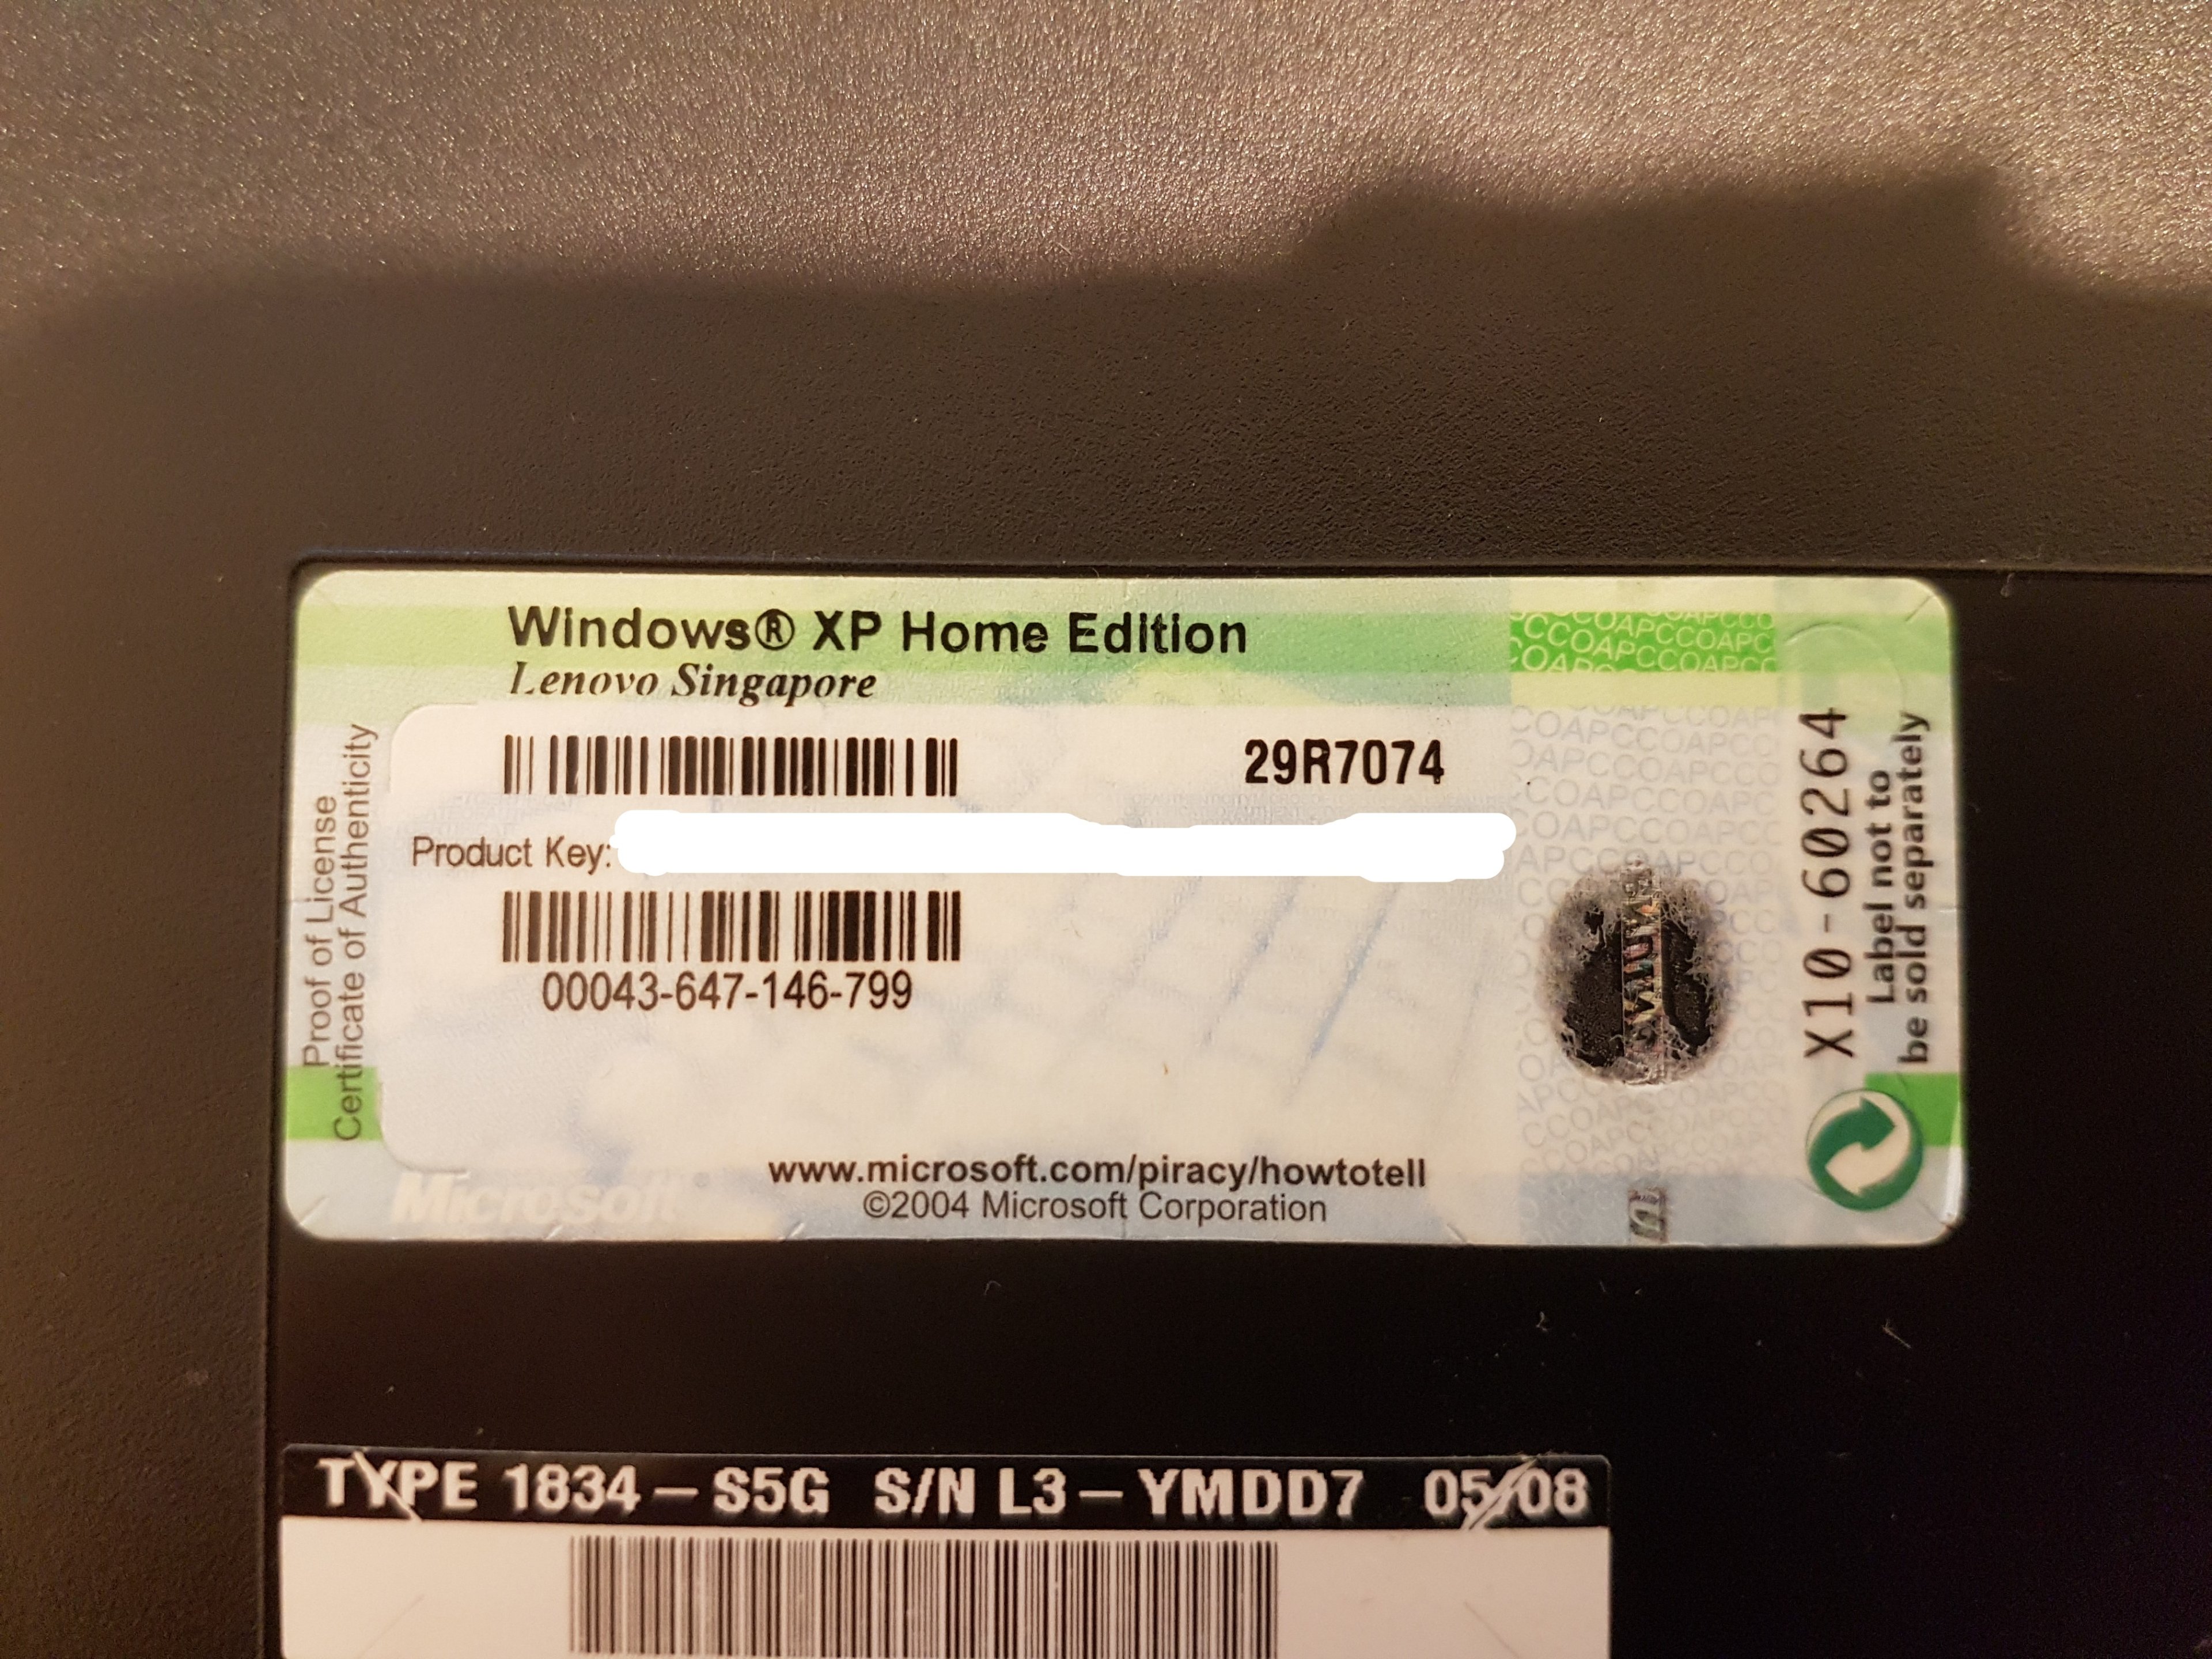 Windows® XP Home Edition
Lenovo Singapore
29R7074
Product Key:
00043-647-146-799
www.microsoft.com/piracy/howtotell
©2004 Microsoft Corporation
Microsoft
Proof of License
Certificate of Authenticity
X10-60264
Label not to
be sold separately
TYPE 1834-S5G S/N L3-YMDD7 05/08